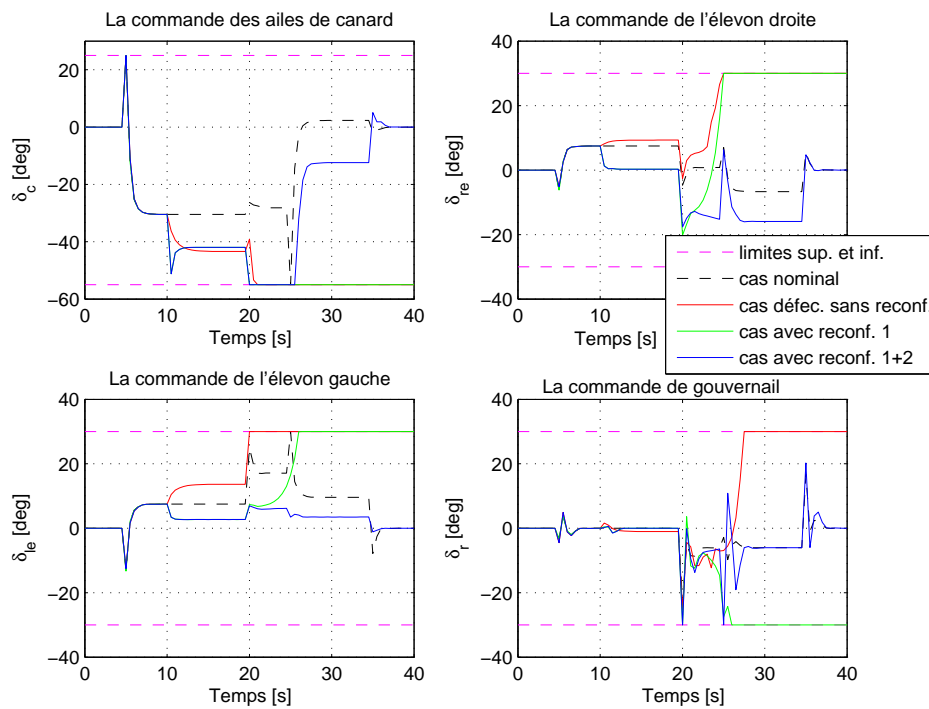 La commande des ailes de canard
20
0
−20
−40
−60
δc [deg]
0
10
20
30
40
Temps [s]
La commande de l'élevon droite
40
20
0
−20
−40
δre [deg]
0
10
20
30
40
Temps [s]
limites sup. et inf.
cas nominal
cas défec. sans reconf.
cas avec reconf. 1
cas avec reconf. 1+2
La commande de l'élevon gauche
40
20
0
−20
−40
δle [deg]
0
10
20
30
40
Temps [s]
La commande de gouvernail
40
20
0
−20
−40
δr [deg]
0
10
20
30
40
Temps [s]